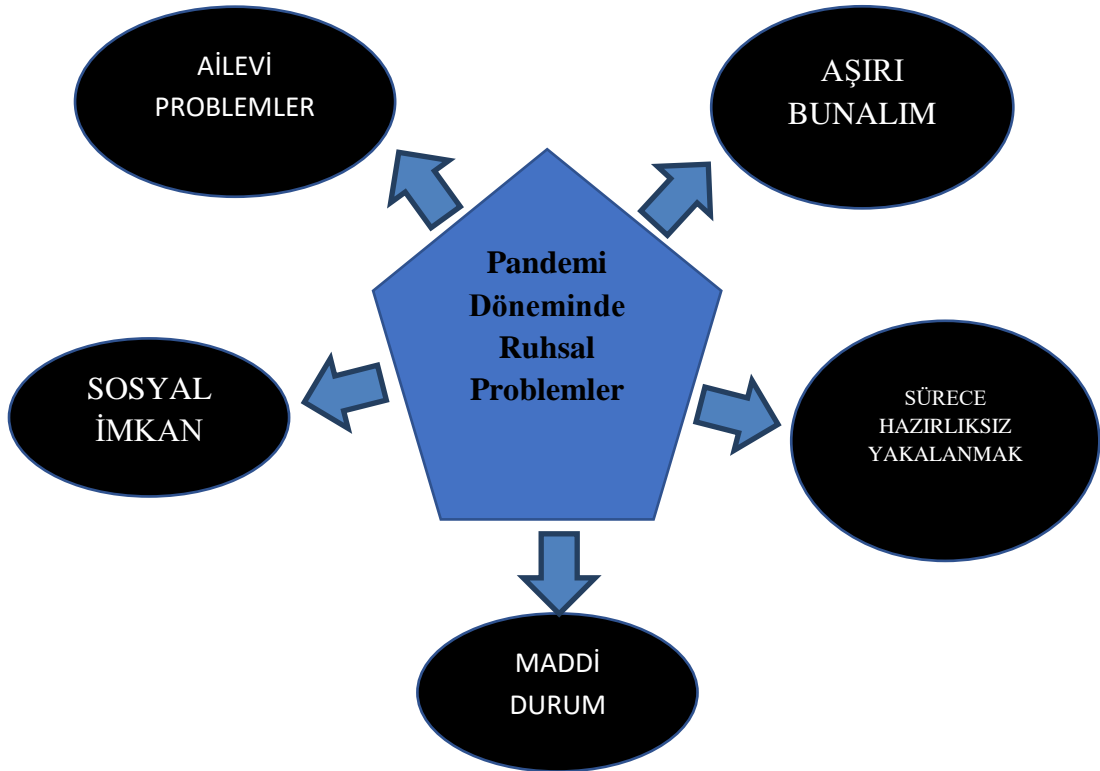 AİLEVİ
PROBLEMLER
AŞIRI
BUNALIM
Pandemi
Döneminde
Ruhsal
Problemler
SOSYAL
İMKAN
SÜRECE
HAZIRLIKSIZ
YAKALANMAK
MADDİ
DURUM